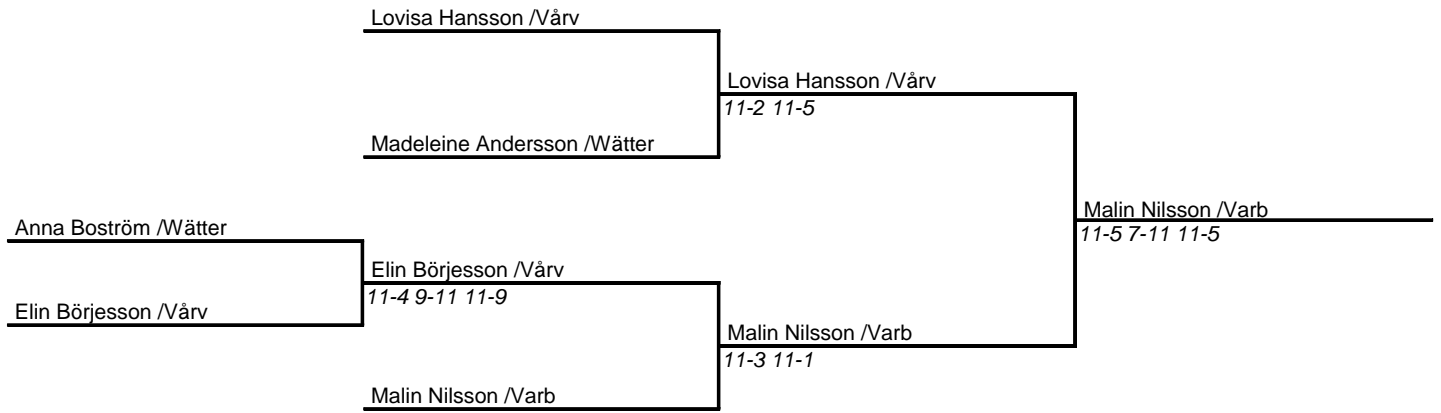 Lovisa Hansson /Vårv
Lovisa Hansson /Vårv
11-2 11-5
Madeleine Andersson /Wätter
Malin Nilsson /Varb
11-5 7-11 11-5
Anna Boström /Wätter
Elin Börjesson /Vårv
11-4 9-11 11-9
Elin Börjesson /Vårv
Malin Nilsson /Varb
11-3 11-1
Malin Nilsson /Varb